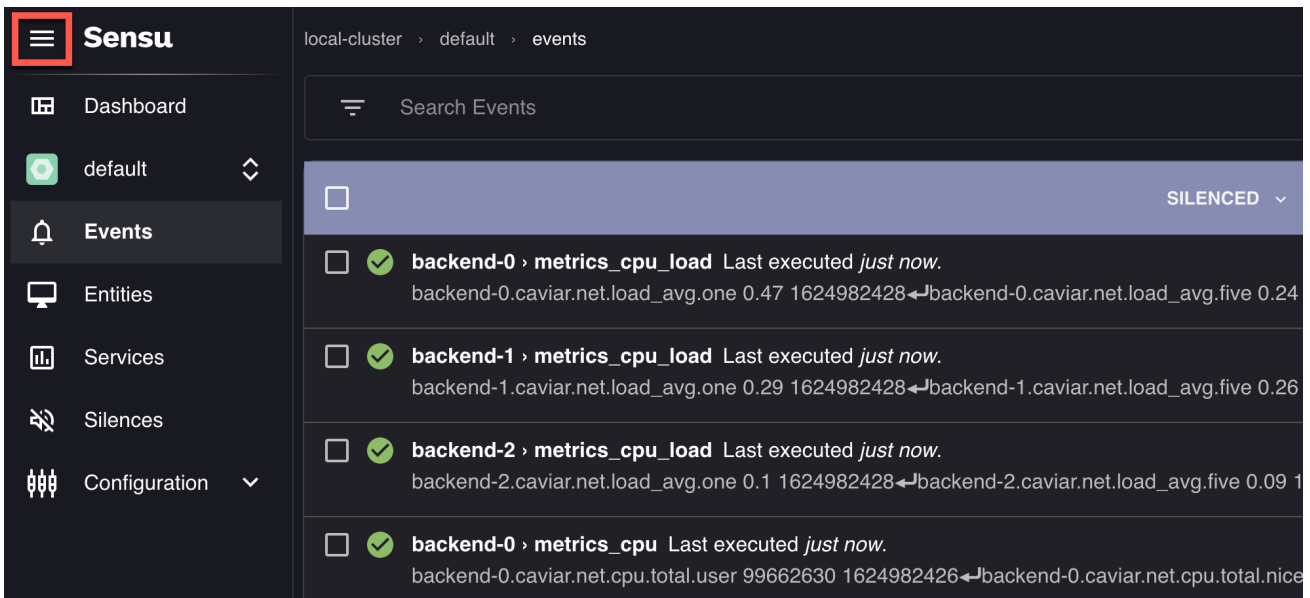 Sensu
Dashboard
default
Events
Entities
Services
Silences
Configuration
local-cluster › default › events
Search Events
SILENCED
backend-0 › metrics_cpu_load Last executed just now.
backend-0.caviar.net.load_avg.one 0.47 1624982428↵backend-0.caviar.net.load_avg.five 0.24
backend-1 › metrics_cpu_load Last executed just now.
backend-1.caviar.net.load_avg.one 0.29 1624982428↵backend-1.caviar.net.load_avg.five 0.26
backend-2 › metrics_cpu_load Last executed just now.
backend-2.caviar.net.load_avg.one 0.1 1624982428↵backend-2.caviar.net.load_avg.five 0.09 1
backend-0 › metrics_cpu Last executed just now.
backend-0.caviar.net.cpu.total.user 99662630 1624982426↵backend-0.caviar.net.cpu.total.nice